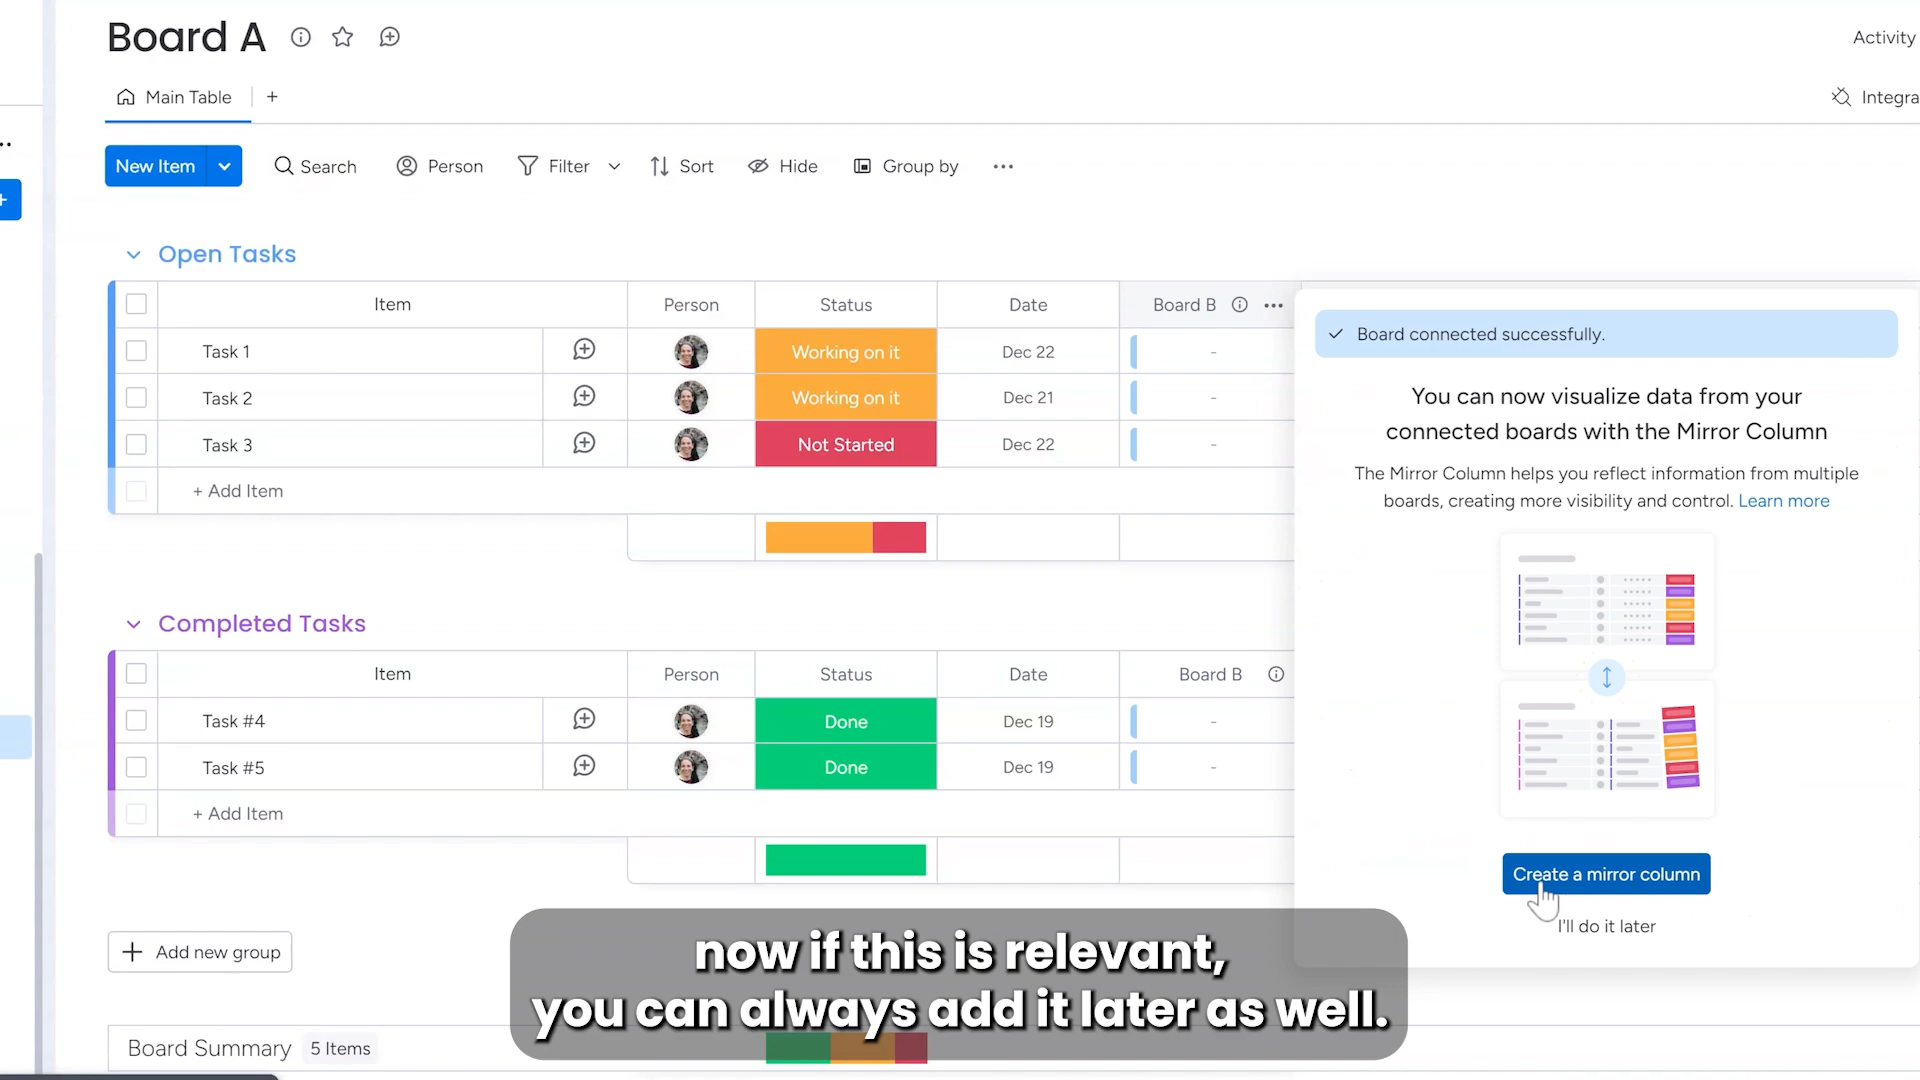 Board A
Activity
Main Table
+
Integra
New Item
Search
Person
Filter
Sort
Hide
Group by
Open Tasks
Item Person Status Date Board B
Task 1 Working on it Dec 22 -
Task 2 Working on it Dec 21 -
Task 3 Not Started Dec 22 -
+ Add Item
Board connected successfully.
You can now visualize data from your
connected boards with the Mirror Column
The Mirror Column helps you reflect information from multiple
boards, creating more visibility and control. Learn more
Create a mirror column
I'll do it later
Completed Tasks
Item Person Status Date Board B
Task #4 Done Dec 19 -
Task #5 Done Dec 19 -
+ Add Item
+ Add new group
now if this is relevant,
you can always add it later as well.
Board Summary 5 Items